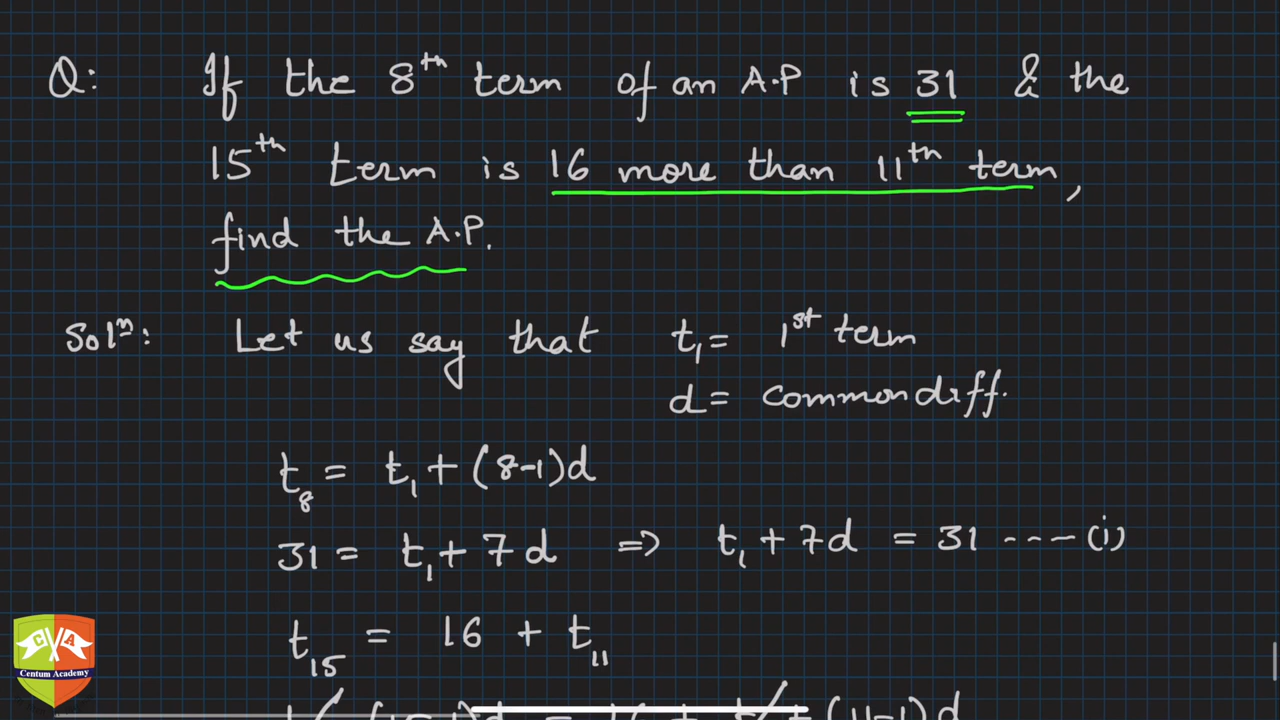 Q: If the 8th term of an A.P is 31 & the
15th term is 16 more than 11th term,
find the A.P.
Soln: Let us say that t₁ = 1st term
d = common diff.
t₈ = t₁ + (8-1)d
31 = t₁ + 7d ⇒ t₁ + 7d = 31 ----(i)
t₁₅ = 16 + t₁₁
CA
Centum Academy